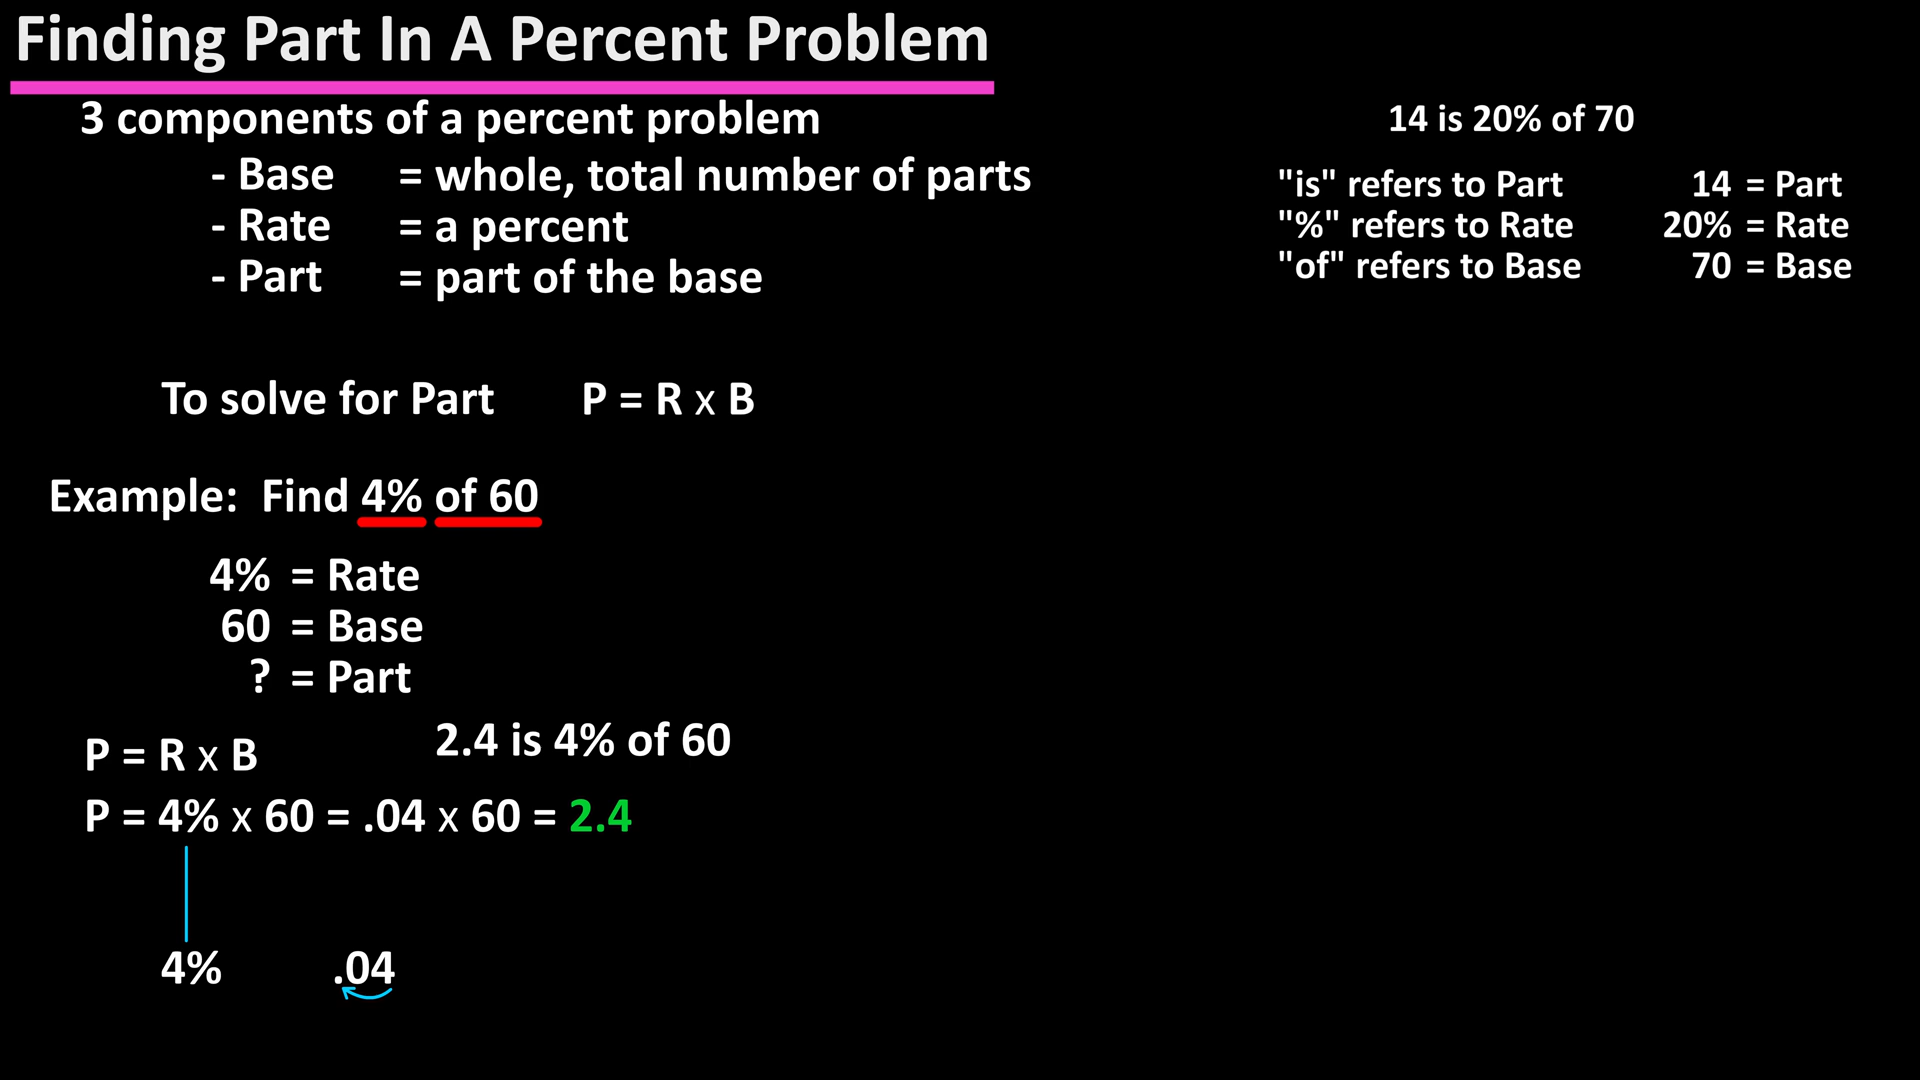 Finding Part In A Percent Problem
3 components of a percent problem
- Base = whole, total number of parts
- Rate = a percent
- Part = part of the base
14 is 20% of 70
"is" refers to Part 14 = Part
"%" refers to Rate 20% = Rate
"of" refers to Base 70 = Base
To solve for Part P = R x B
Example: Find 4% of 60
4% = Rate
60 = Base
? = Part
2.4 is 4% of 60
P = R x B
P = 4% x 60 = .04 x 60 = 2.4
4% .04